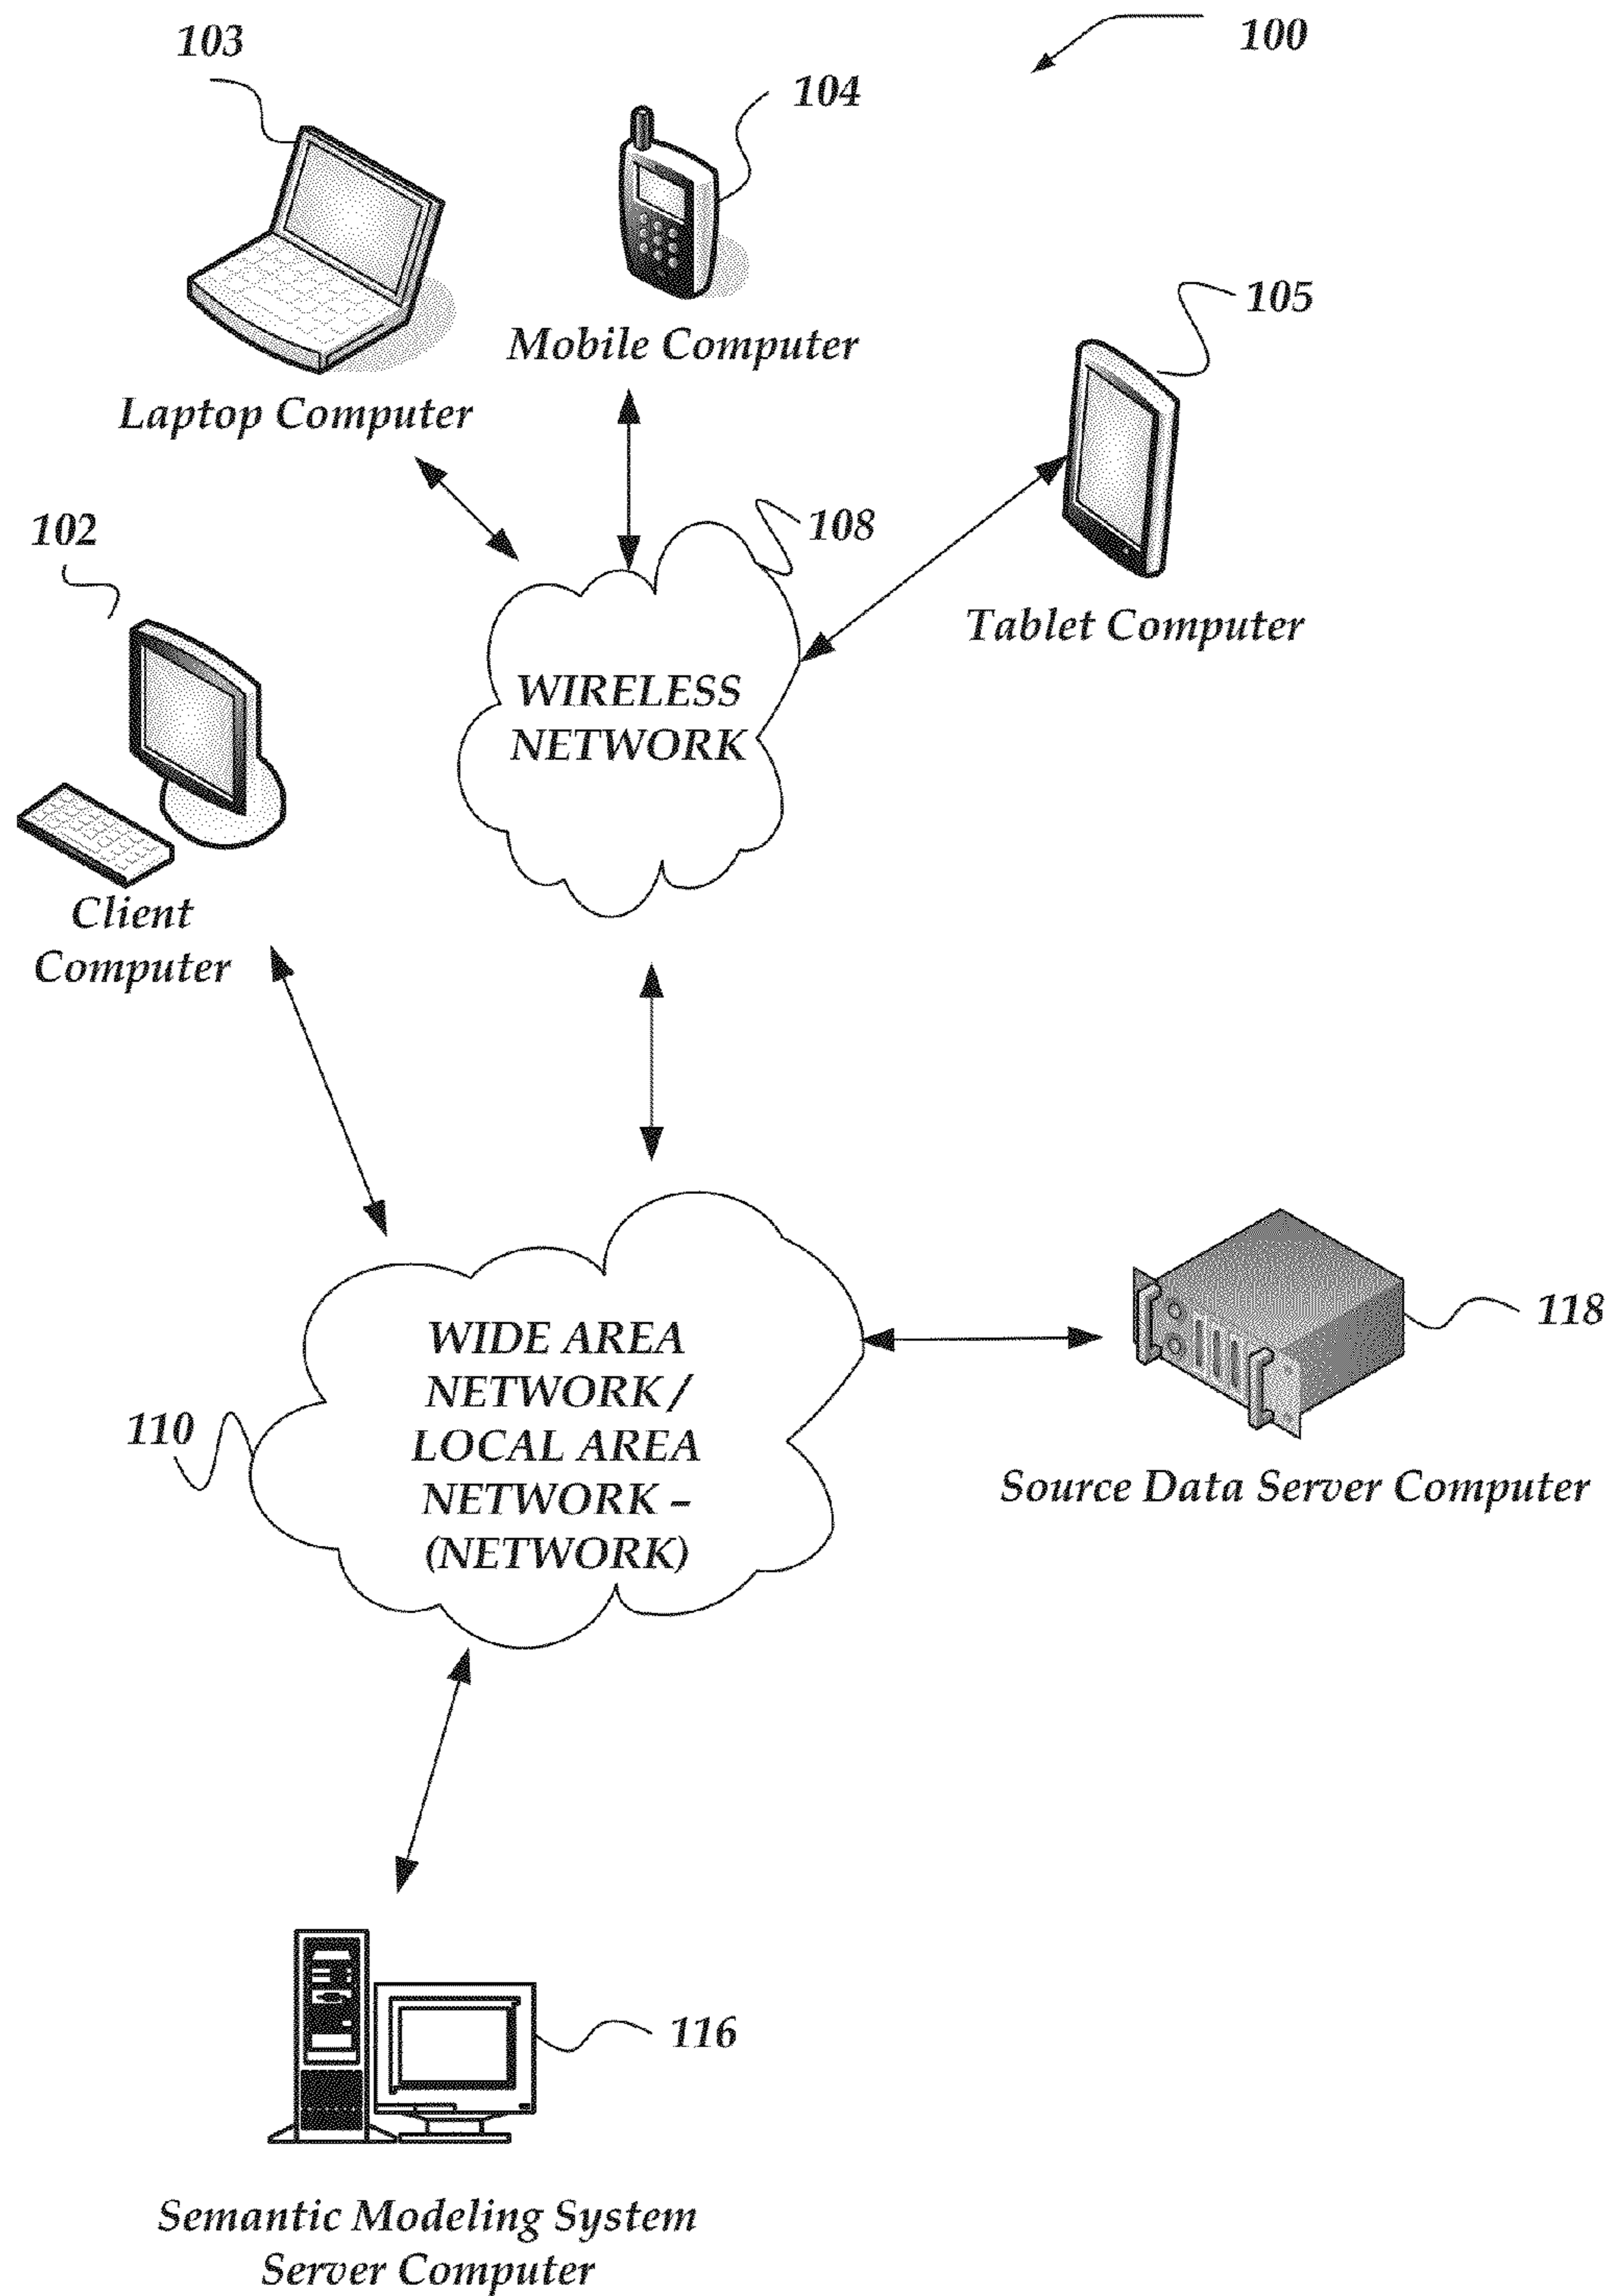 100
103
104
Mobile Computer
105
Laptop Computer
102
108
Tablet Computer
WIRELESS
NETWORK
Client
Computer
WIDE AREA
NETWORK /
LOCAL AREA
NETWORK –
(NETWORK)
110
118
Source Data Server Computer
116
Semantic Modeling System
Server Computer